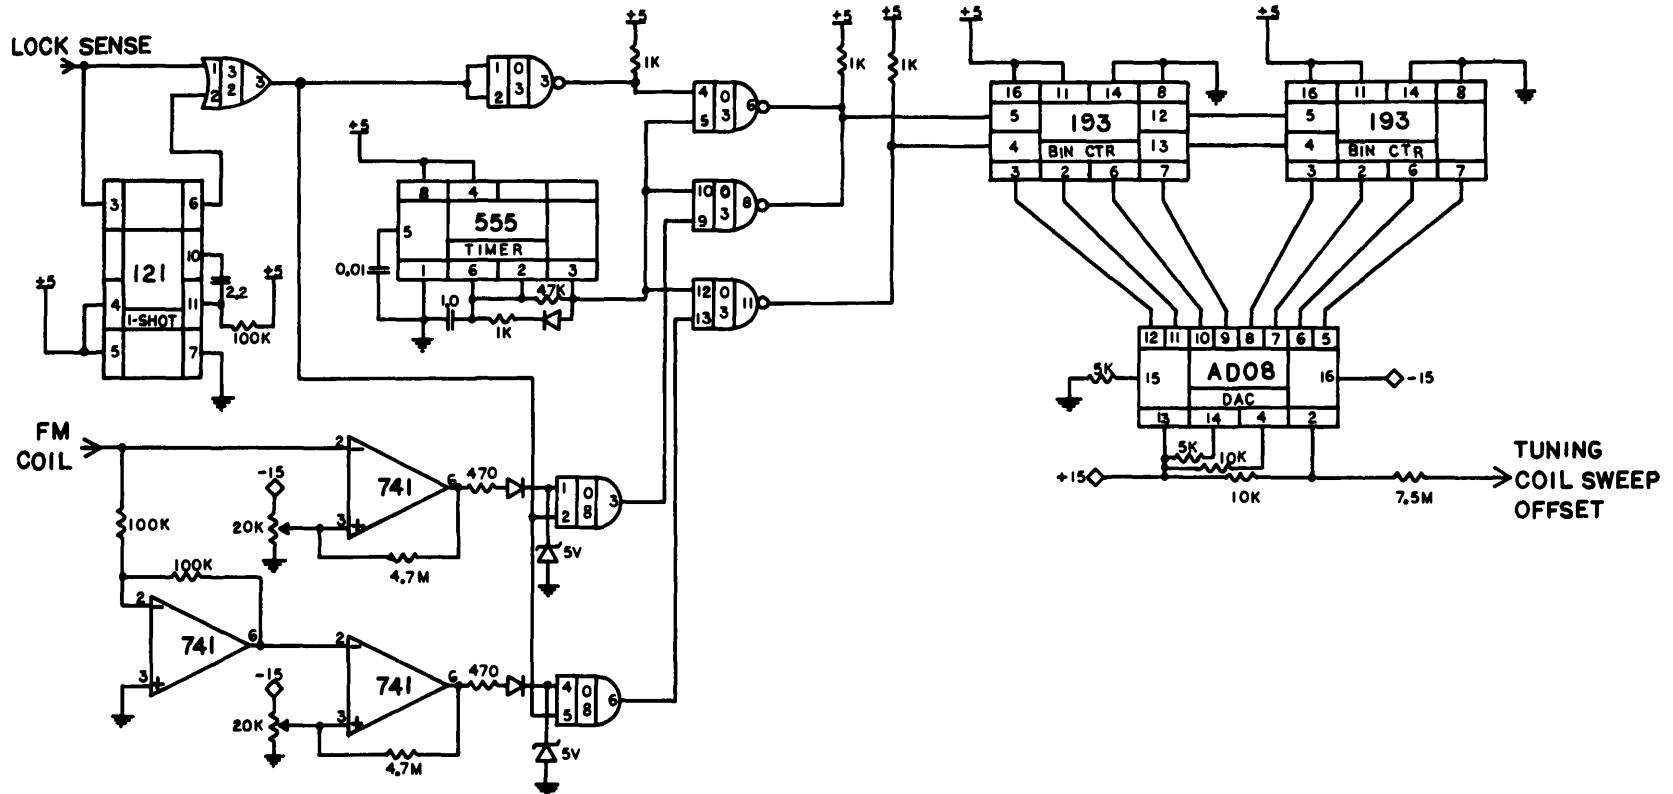 LOCK SENSE
1 3 3
2 2
1 0 3
2 3
+5
1K
+5
1K
+5
1K
4 0 6
5 3
10 0 8
9 3
12 0 11
13 3
+5
16 11 14 8
5 193 12
4 BIN CTR 13
3 2 6 7
+5
16 11 14 8
5 193
4 BIN CTR
3 2 6 7
3 6
10
121
4 11
1-SHOT
5 7
+5
2.2
+5
100K
+5
8 4
5 555
TIMER
1 6 2 3
0.01
1.0
47K
1K
12 11 10 9 8 7 6 5
15 AD08 16
DAC
13 14 4 2
5K
-15
5K
10K
+15
10K
7.5M
TUNING
COIL SWEEP
OFFSET
FM
COIL
100K
100K
2
741 6
3
-15
20K
2
741 6
3
470
4.7M
5V
1 0 3
2 8
-15
20K
2
741 6
3
470
4.7M
5V
4 0 6
5 8